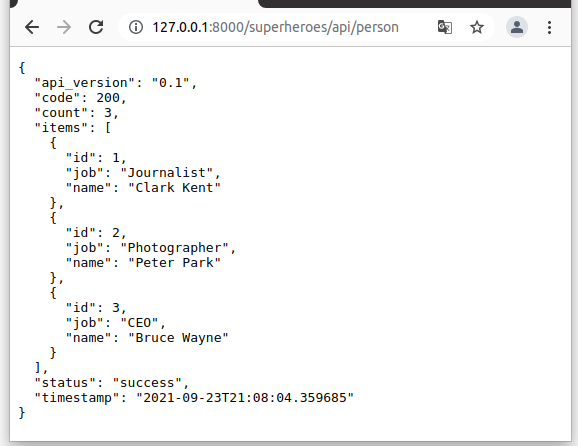 127.0.0.1:8000/superheroes/api/person
{
  "api_version": "0.1",
  "code": 200,
  "count": 3,
  "items": [
    {
      "id": 1,
      "job": "Journalist",
      "name": "Clark Kent"
    },
    {
      "id": 2,
      "job": "Photographer",
      "name": "Peter Park"
    },
    {
      "id": 3,
      "job": "CEO",
      "name": "Bruce Wayne"
    }
  ],
  "status": "success",
  "timestamp": "2021-09-23T21:08:04.359685"
}